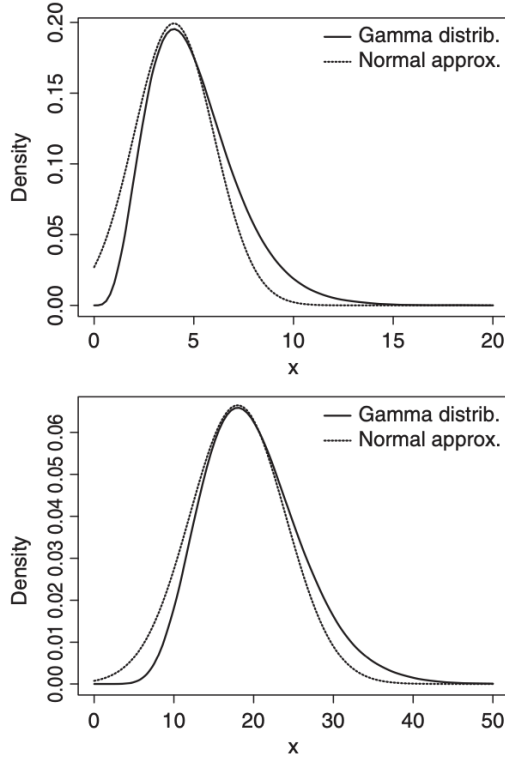 Gamma distrib.
Normal approx.
Density
0.00 0.05 0.10 0.15 0.20
0 5 10 15 20
x
Gamma distrib.
Normal approx.
Density
0.00 0.01 0.02 0.03 0.04 0.05 0.06
0 10 20 30 40 50
x